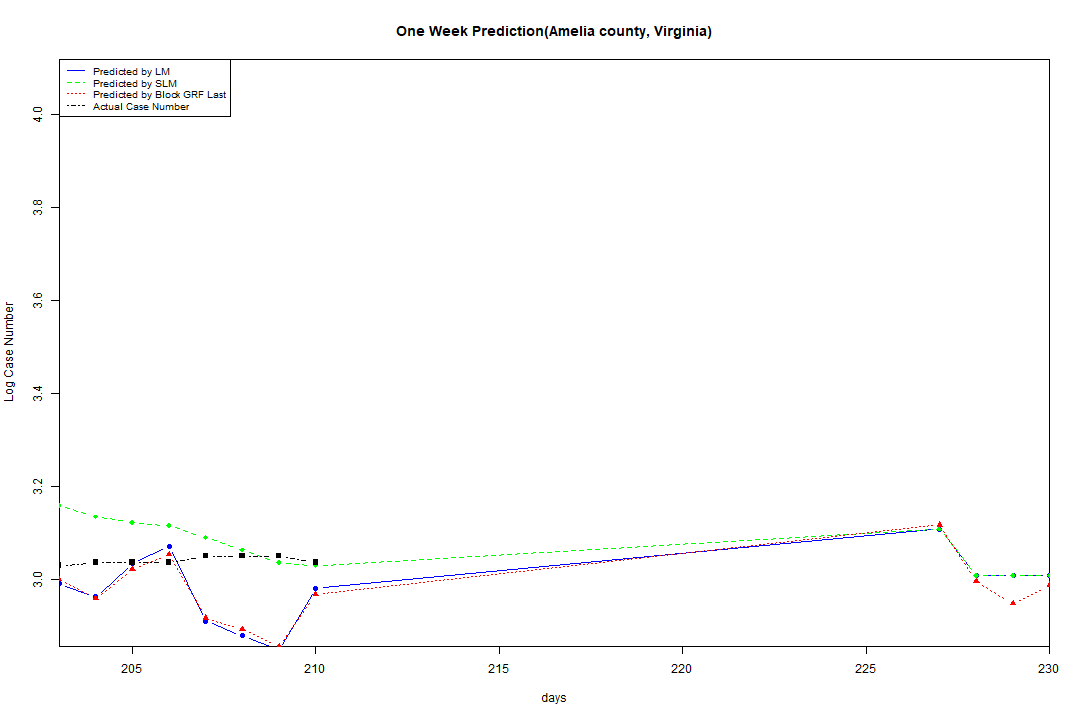 One Week Prediction(Amelia county, Virginia)
Predicted by LM
Predicted by SLM
Predicted by Block GRF Last
Actual Case Number
4.0
3.8
3.6
3.4
3.2
3.0
Log Case Number
205
210
215
220
225
230
days